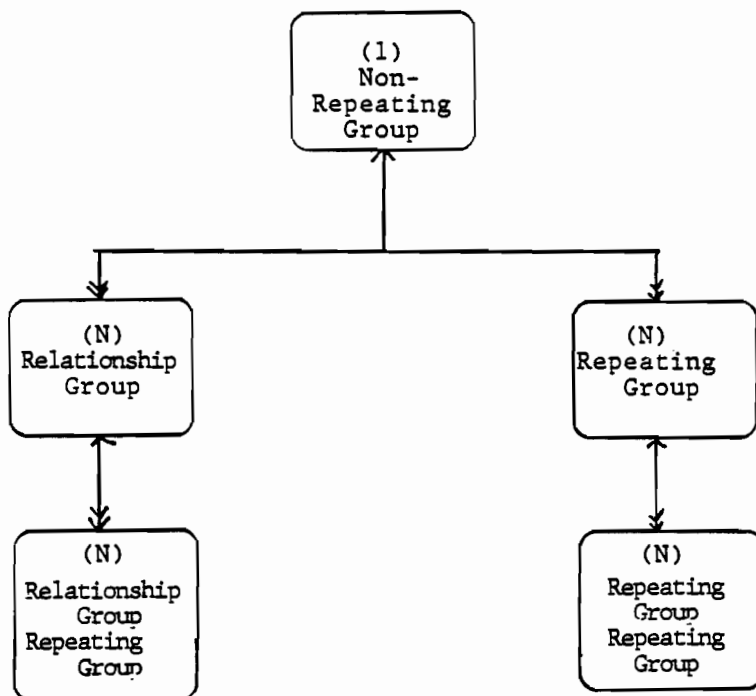 (1)
Non-
Repeating
Group
(N)
Relationship
Group
(N)
Repeating
Group
(N)
Relationship
Group
Repeating
Group
(N)
Repeating
Group
Repeating
Group